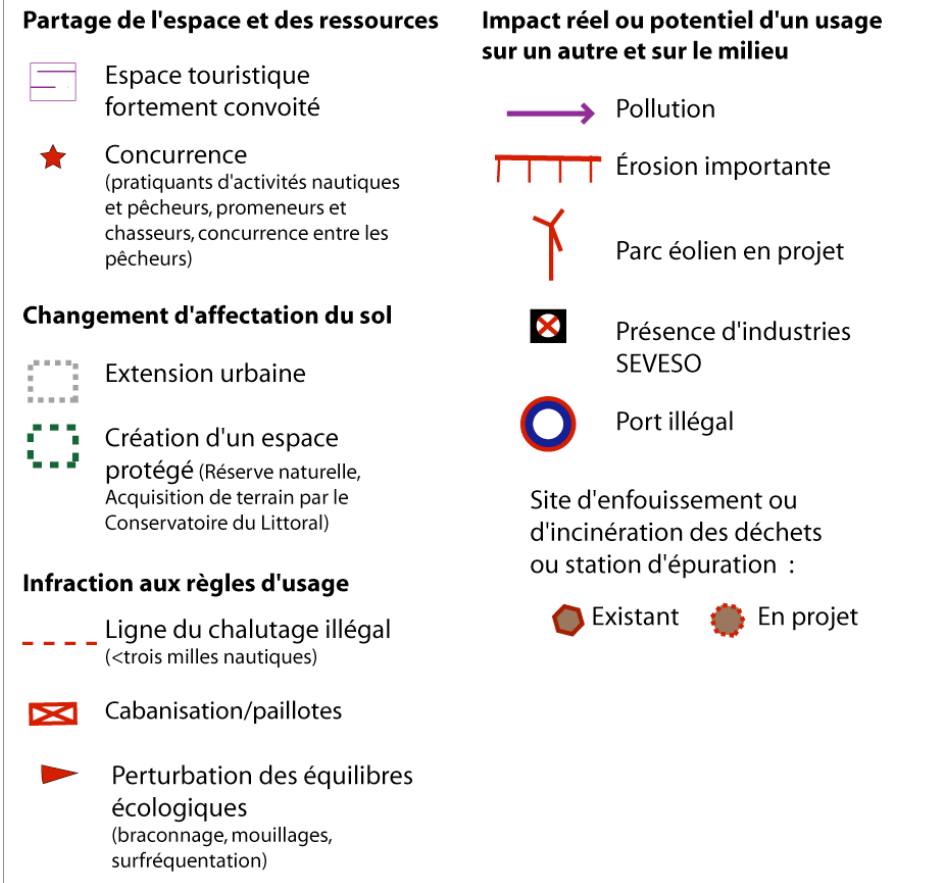 Partage de l'espace et des ressources
Espace touristique
fortement convoité
Concurrence
(pratiquants d'activités nautiques
et pêcheurs, promeneurs et
chasseurs, concurrence entre les
pêcheurs)
Changement d'affectation du sol
Extension urbaine
Création d'un espace
protégé (Réserve naturelle,
Acquisition de terrain par le
Conservatoire du Littoral)
Infraction aux règles d'usage
Ligne du chalutage illégal
(<trois milles nautiques)
Cabanisation/paillotes
Perturbation des équilibres
écologiques
(braconnage, mouillages,
surfréquentation)
Impact réel ou potentiel d'un usage
sur un autre et sur le milieu
Pollution
Érosion importante
Parc éolien en projet
Présence d'industries
SEVESO
Port illégal
Site d'enfouissement ou
d'incinération des déchets
ou station d'épuration :
Existant En projet